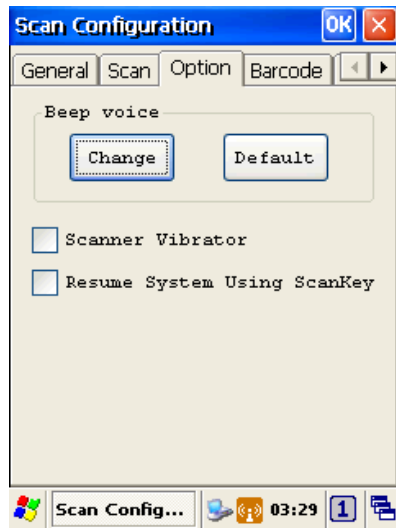 Scan Configuration OK
General Scan Option Barcode
Beep voice
Change Default
Scanner Vibrator
Resume System Using ScanKey
Scan Config... 03:29 1